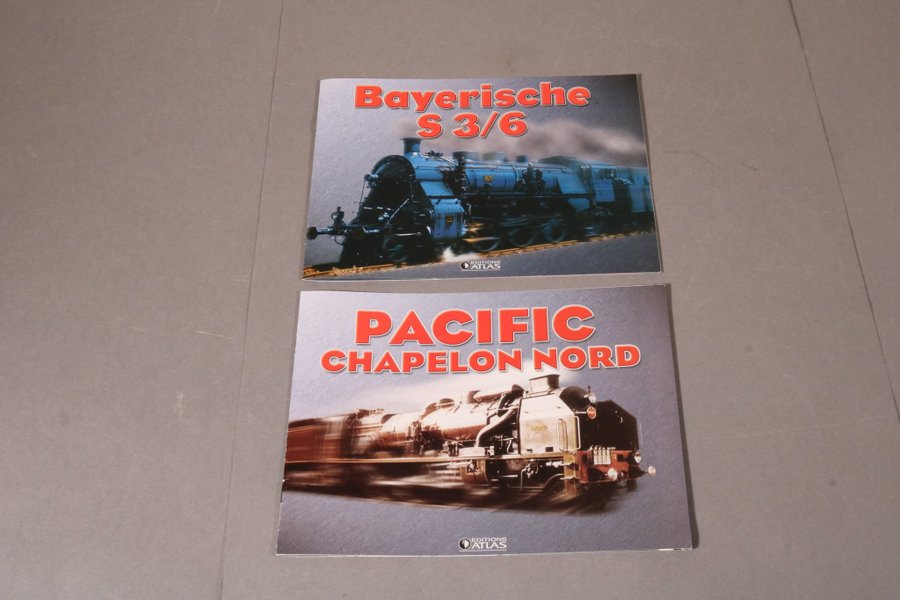 Bayerische
S 3/6
EDITIONS
ATLAS
PACIFIC
CHAPELON NORD
EDITIONS
ATLAS